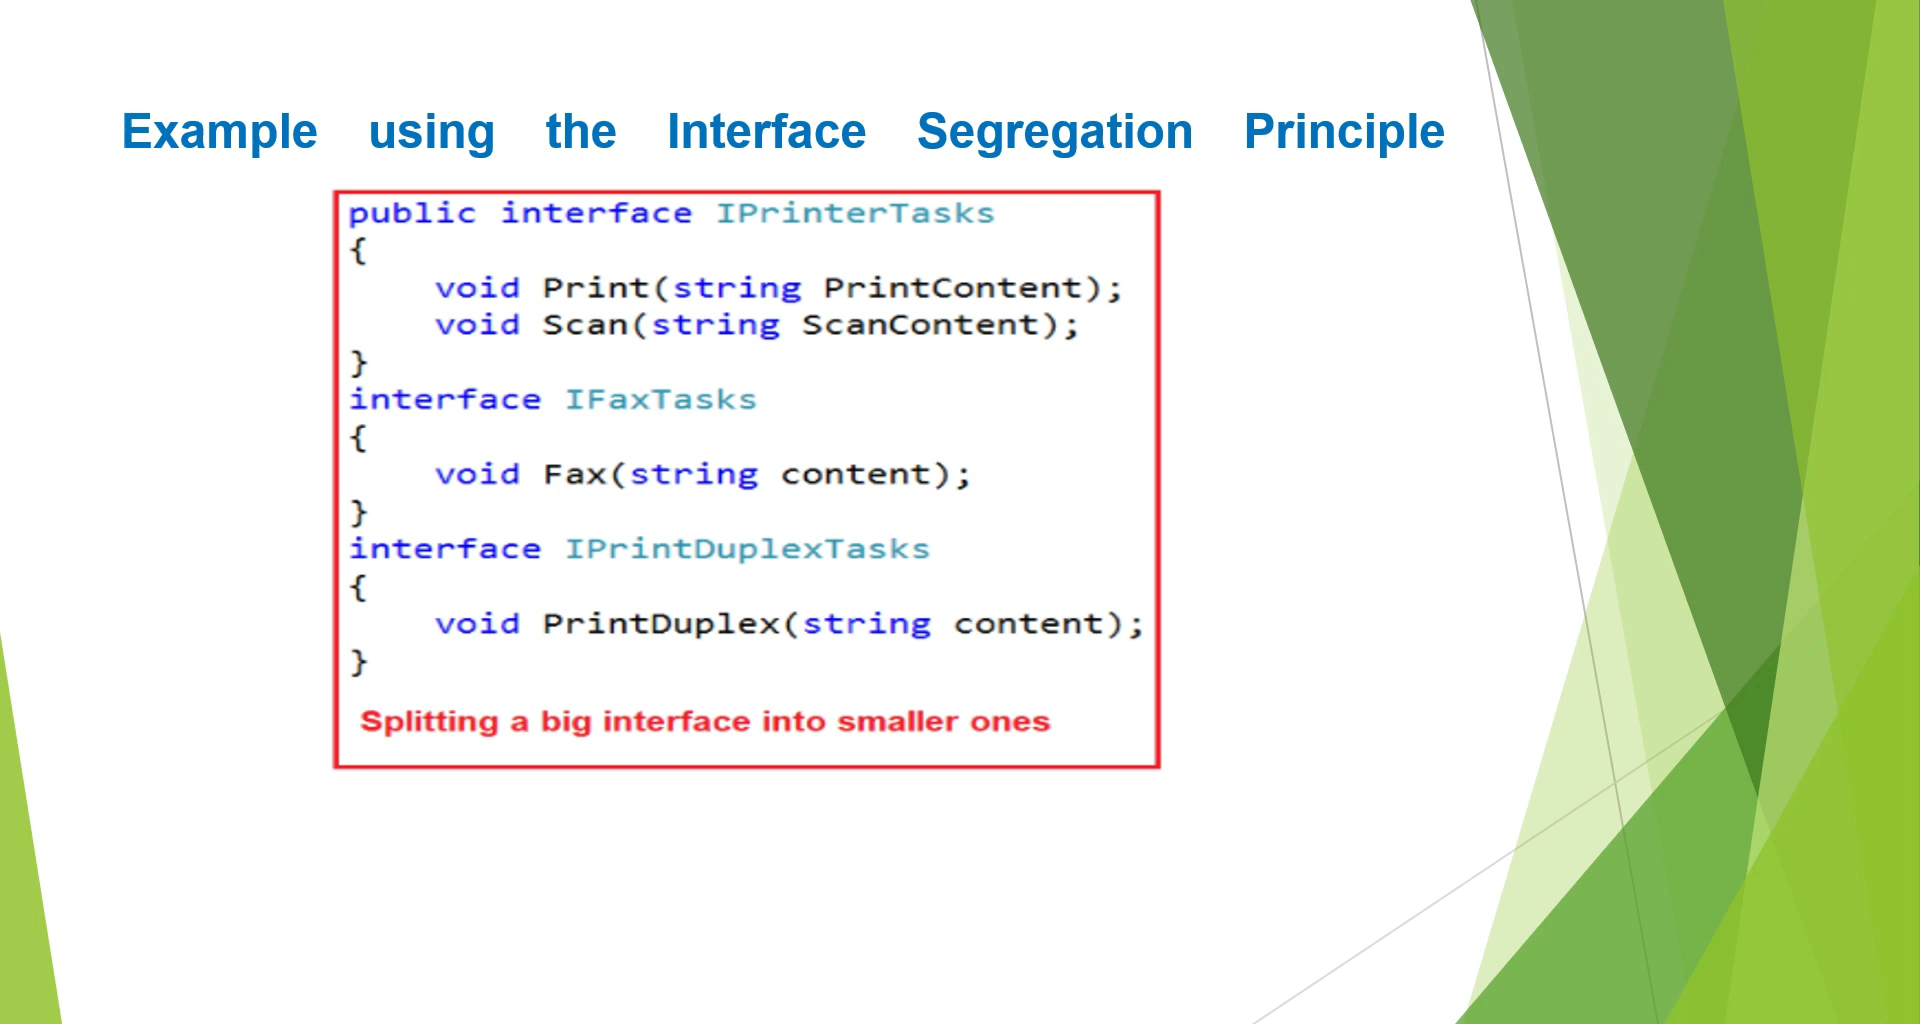 Example using the Interface Segregation Principle
public interface IPrinterTasks
{
    void Print(string PrintContent);
    void Scan(string ScanContent);
}
interface IFaxTasks
{
    void Fax(string content);
}
interface IPrintDuplexTasks
{
    void PrintDuplex(string content);
}
Splitting a big interface into smaller ones